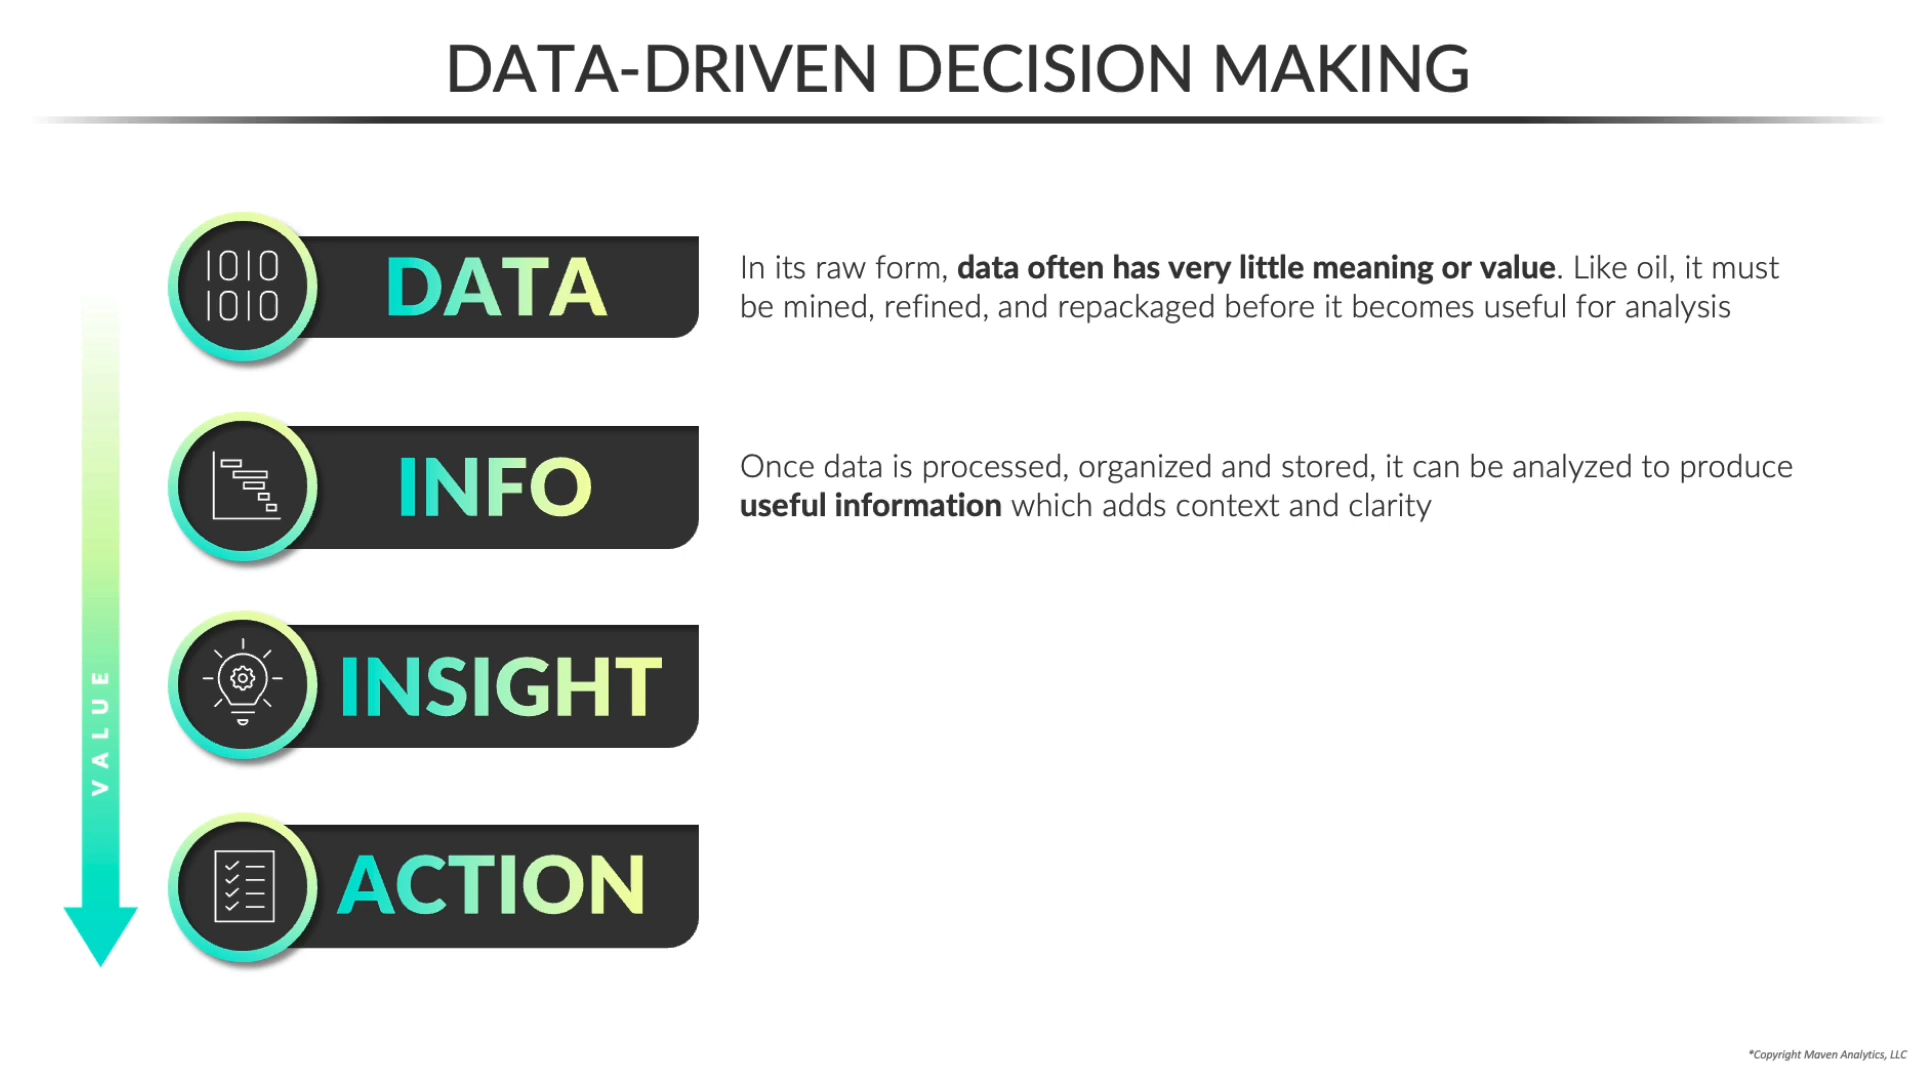 DATA-DRIVEN DECISION MAKING
1010
1010
DATA
In its raw form, data often has very little meaning or value. Like oil, it must
be mined, refined, and repackaged before it becomes useful for analysis
INFO
Once data is processed, organized and stored, it can be analyzed to produce
useful information which adds context and clarity
INSIGHT
VALUE
ACTION
*Copyright Maven Analytics, LLC